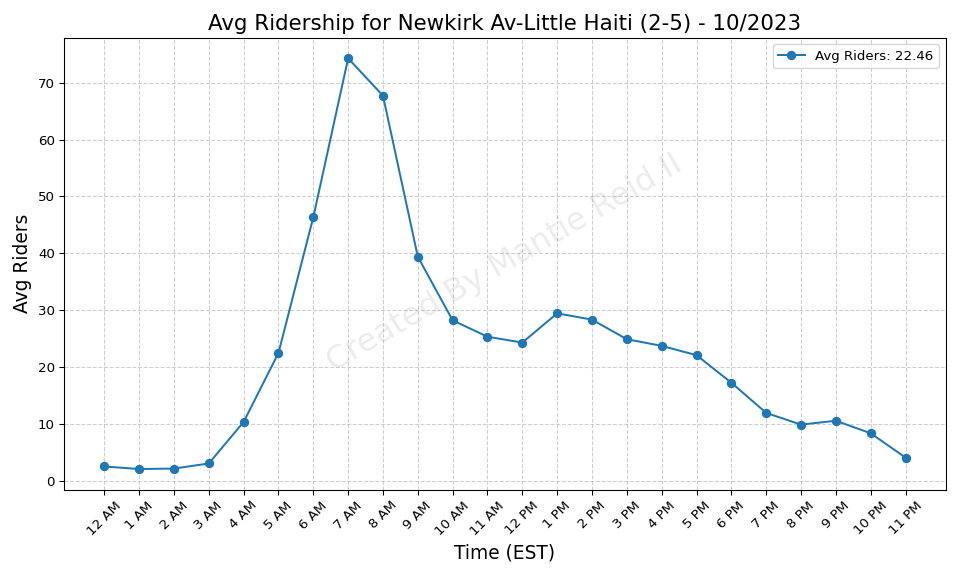 Avg Ridership for Newkirk Av-Little Haiti (2-5) - 10/2023
Avg Riders: 22.46
Avg Riders
70
60
50
40
30
20
10
0
Created By Mantle Reid II
12 AM
1 AM
2 AM
3 AM
4 AM
5 AM
6 AM
7 AM
8 AM
9 AM
10 AM
11 AM
12 PM
1 PM
2 PM
3 PM
4 PM
5 PM
6 PM
7 PM
8 PM
9 PM
10 PM
11 PM
Time (EST)